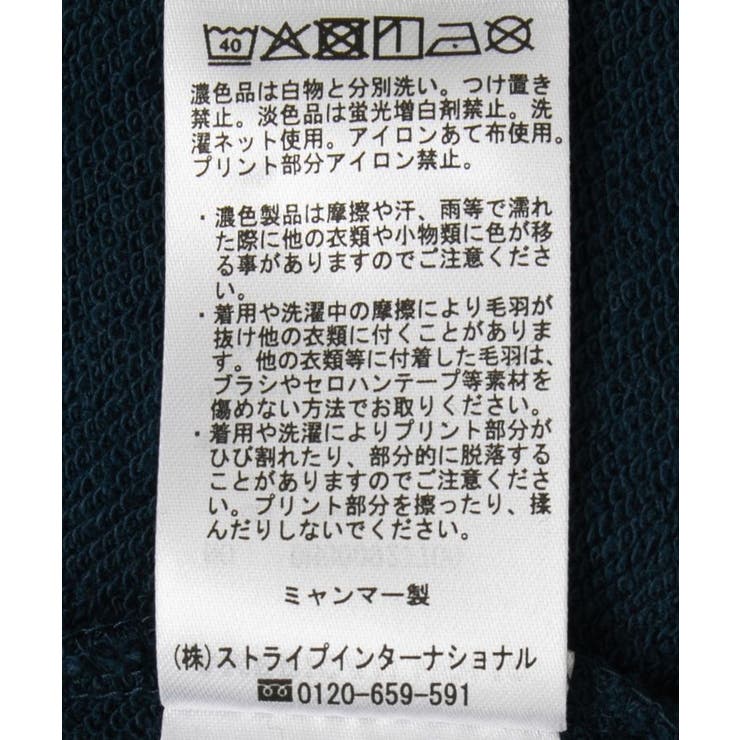 40
濃色品は白物と分別洗い。つけ置き
禁止。淡色品は蛍光増白剤禁止。洗
濯ネット使用。アイロンあて布使用。
プリント部分アイロン禁止。
・濃色製品は摩擦や汗、雨等で濡れ
た際に他の衣類や小物類に色が移
る事がありますのでご注意くださ
い。
・着用や洗濯中の摩擦により毛羽が
抜け他の衣類に付くことがありま
す。他の衣類等に付着した毛羽は、
ブラシやセロハンテープ等素材を
傷めない方法でお取りください。
・着用や洗濯によりプリント部分が
ひび割れたり、部分的に脱落する
ことがありますのでご注意くださ
い。プリント部分を擦ったり、揉
んだりしないでください。
ミャンマー製
(株)ストライプインターナショナル
0120-659-591